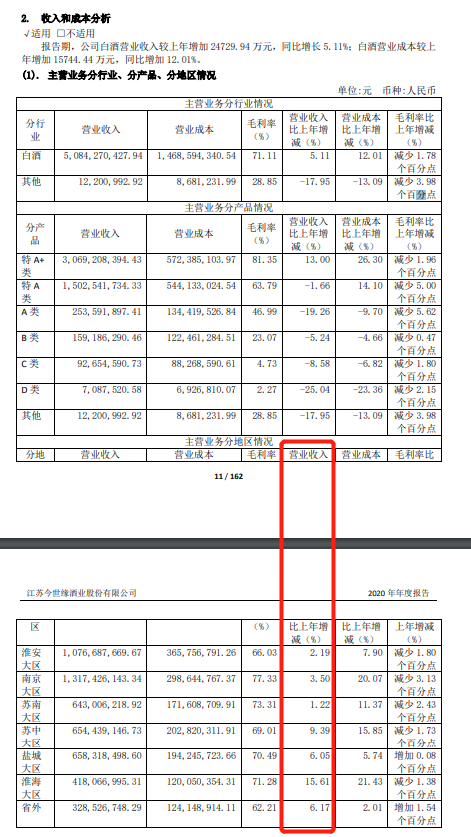 2. 收入和成本分析
√适用 □不适用
报告期，公司白酒营业收入较上年增加 24729.94 万元，同比增长 5.11%；白酒营业成本较上
年增加 15744.44 万元，同比增加 12.01%。
(1). 主营业务分行业、分产品、分地区情况
单位:元 币种:人民币
主营业务分行业情况
分行业 营业收入 营业成本 毛利率（%） 营业收入比上年增减（%） 营业成本比上年增减（%） 毛利率比上年增减（%）
白酒 5,084,270,427.94 1,468,594,340.54 71.11 5.11 12.01 减少 1.78 个百分点
其他 12,200,992.92 8,681,231.99 28.85 -17.95 -13.09 减少 3.98 个百分点
主营业务分产品情况
分产品 营业收入 营业成本 毛利率（%） 营业收入比上年增减（%） 营业成本比上年增减（%） 毛利率比上年增减（%）
特 A+类 3,069,208,394.43 572,385,103.97 81.35 13.00 26.30 减少 1.96 个百分点
特 A 类 1,502,541,734.33 544,133,024.54 63.79 -1.66 14.10 减少 5.00 个百分点
A 类 253,591,897.41 134,419,526.84 46.99 -19.26 -9.70 减少 5.62 个百分点
B 类 159,186,290.46 122,461,284.51 23.07 -5.24 -4.66 减少 0.47 个百分点
C 类 92,654,590.73 88,268,590.61 4.73 -8.58 -6.82 减少 1.80 个百分点
D 类 7,087,520.58 6,926,810.07 2.27 -25.04 -23.36 减少 2.15 个百分点
其他 12,200,992.92 8,681,231.99 28.85 -17.95 -13.09 减少 3.98 个百分点
主营业务分地区情况
分地 营业收入 营业成本 毛利率 营业收入 营业成本 毛利率比
11 / 162
江苏今世缘酒业股份有限公司 2020 年年度报告
区 （%） 比上年增减（%） 比上年增减（%） 上年增减（%）
淮安大区 1,076,687,669.67 365,756,791.26 66.03 2.19 7.90 减少 1.80 个百分点
南京大区 1,317,426,143.34 298,644,767.37 77.33 3.50 20.07 减少 3.13 个百分点
苏南大区 643,006,218.92 171,608,709.91 73.31 1.22 11.37 减少 2.43 个百分点
苏中大区 654,439,146.73 202,820,311.91 69.01 9.39 15.85 减少 1.73 个百分点
盐城大区 658,318,498.60 194,245,723.66 70.49 6.05 5.74 增加 0.08 个百分点
淮海大区 418,066,995.31 120,050,354.31 71.28 15.61 21.43 减少 1.38 个百分点
省外 328,526,748.29 124,148,914.11 62.21 6.17 2.01 增加 1.54 个百分点